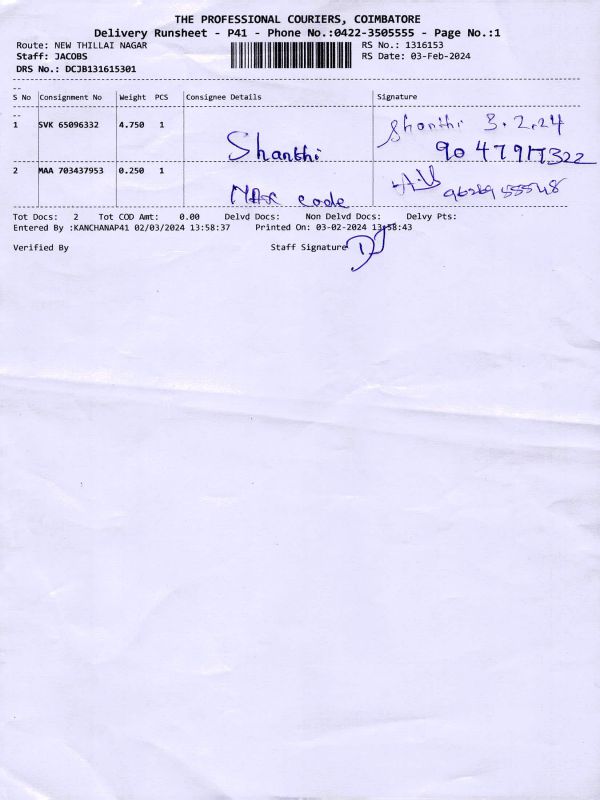 THE PROFESSIONAL COURIERS, COIMBATORE
Delivery Runsheet - P41 - Phone No.:0422-3505555 - Page No.:1
Route: NEW THILLAI NAGAR RS No.: 1316153
Staff: JACOBS RS Date: 03-Feb-2024
DRS No.: DCJB131615301
S No Consignment No Weight PCS Consignee Details Signature
1 SVK 65096332 4.750 1 Shanthi Shanthi 3.2.24
2 MAA 703437953 0.250 1 code
Tot Docs: 2 Tot COD Amt: 0.00 Delvd Docs: Non Delvd Docs: Delvy Pts:
Entered By :KANCHANAP41 02/03/2024 13:58:37 Printed On: 03-02-2024 13:58:43
Verified By Staff Signature